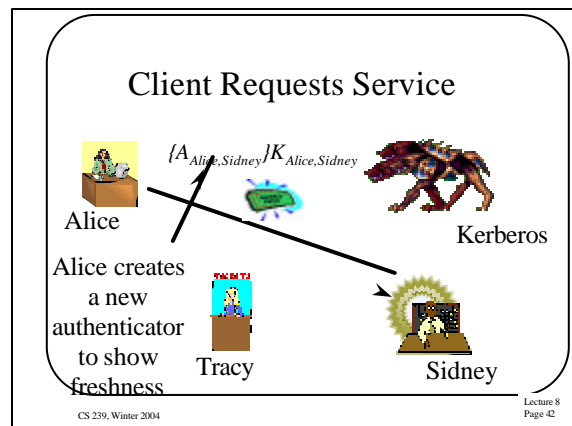 Client Requests Service
{A_Alice,Sidney}K_Alice,Sidney
Alice
Kerberos
Alice creates
a new
authenticator
to show
freshness
Tracy
Sidney
CS 239, Winter 2004
Lecture 8
Page 42